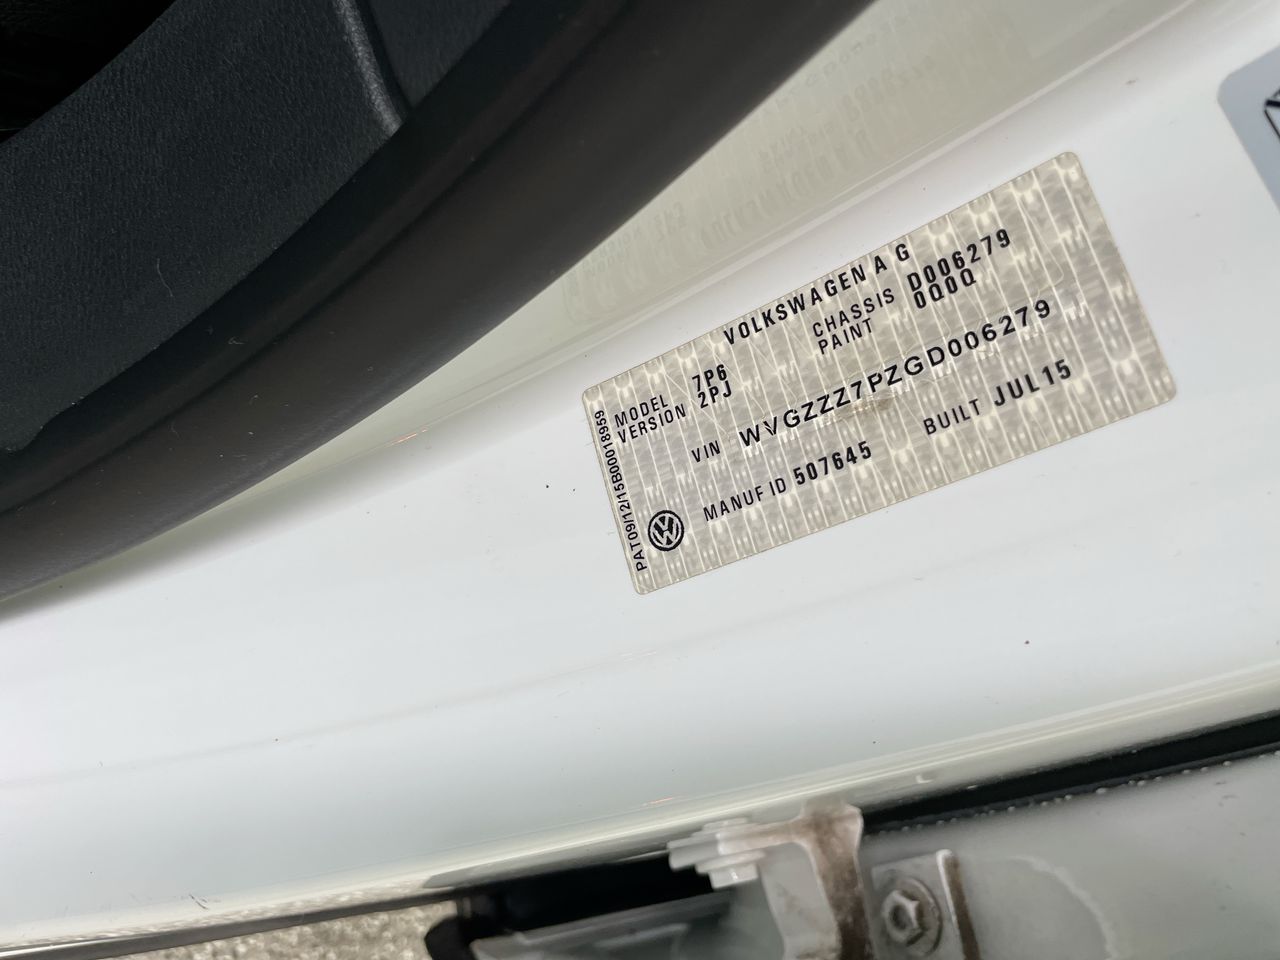 VOLKSWAGEN A G
MODEL 7P6 CHASSIS D006279
VERSION 2PJ PAINT 0Q0Q
VIN WVGZZZ7PZGD006279
MANUF ID 507645 BUILT JUL15
PAT09/12/15B00018959